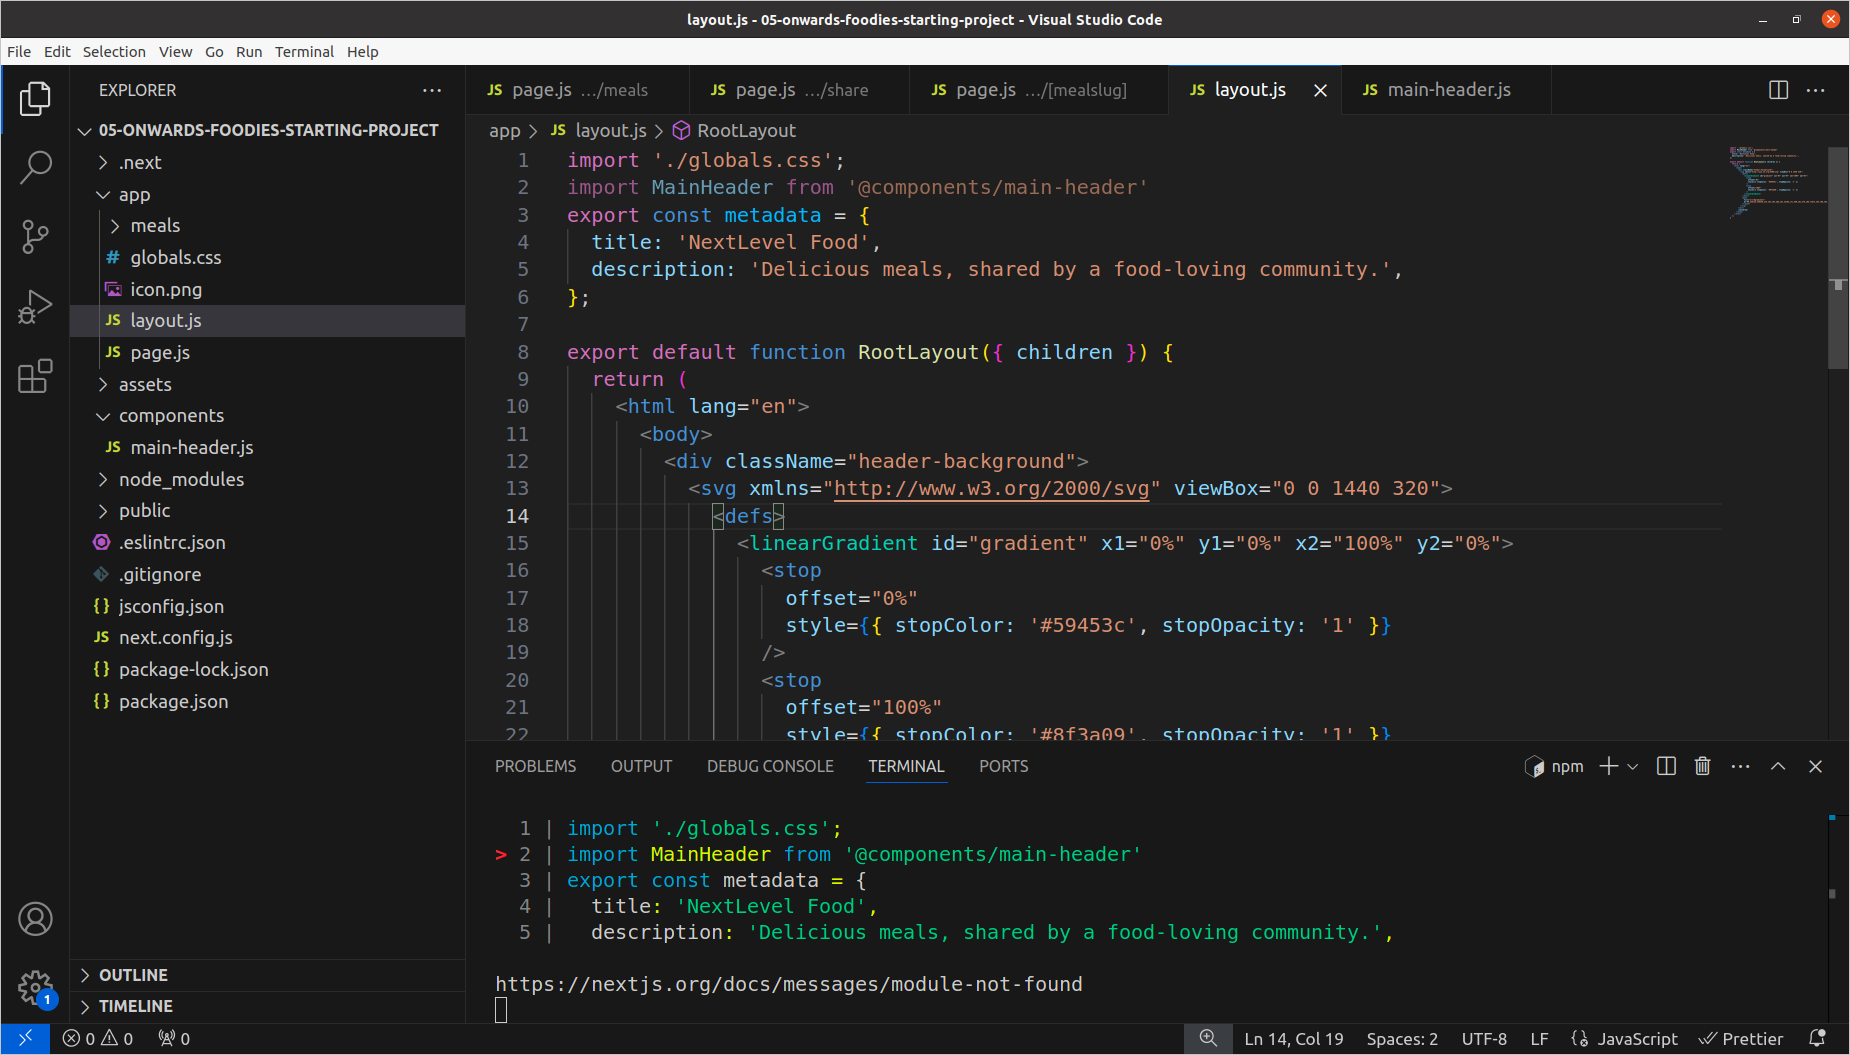 layout.js - 05-onwards-foodies-starting-project - Visual Studio Code
File Edit Selection View Go Run Terminal Help
EXPLORER
05-ONWARDS-FOODIES-STARTING-PROJECT
.next
app
meals
# globals.css
icon.png
JS layout.js
JS page.js
assets
components
JS main-header.js
node_modules
public
.eslintrc.json
.gitignore
{} jsconfig.json
JS next.config.js
{} package-lock.json
{} package.json
OUTLINE
TIMELINE
1
JS page.js .../meals
JS page.js .../share
JS page.js .../[mealslug]
JS layout.js
JS main-header.js
app > JS layout.js > RootLayout
1 import './globals.css';
2 import MainHeader from '@components/main-header'
3 export const metadata = {
4   title: 'NextLevel Food',
5   description: 'Delicious meals, shared by a food-loving community.',
6 };
7
8 export default function RootLayout({ children }) {
9   return (
10     <html lang="en">
11       <body>
12         <div className="header-background">
13           <svg xmlns="http://www.w3.org/2000/svg" viewBox="0 0 1440 320">
14             <defs>
15               <linearGradient id="gradient" x1="0%" y1="0%" x2="100%" y2="0%">
16                 <stop
17                   offset="0%"
18                   style={{ stopColor: '#59453c', stopOpacity: '1' }}
19                 />
20                 <stop
21                   offset="100%"
22                   style={{ stopColor: '#8f3a09', stopOpacity: '1' }}
PROBLEMS OUTPUT DEBUG CONSOLE TERMINAL PORTS
npm
1 | import './globals.css';
> 2 | import MainHeader from '@components/main-header'
3 | export const metadata = {
4 |   title: 'NextLevel Food',
5 |   description: 'Delicious meals, shared by a food-loving community.',
https://nextjs.org/docs/messages/module-not-found
0 0 0
Ln 14, Col 19 Spaces: 2 UTF-8 LF JavaScript Prettier